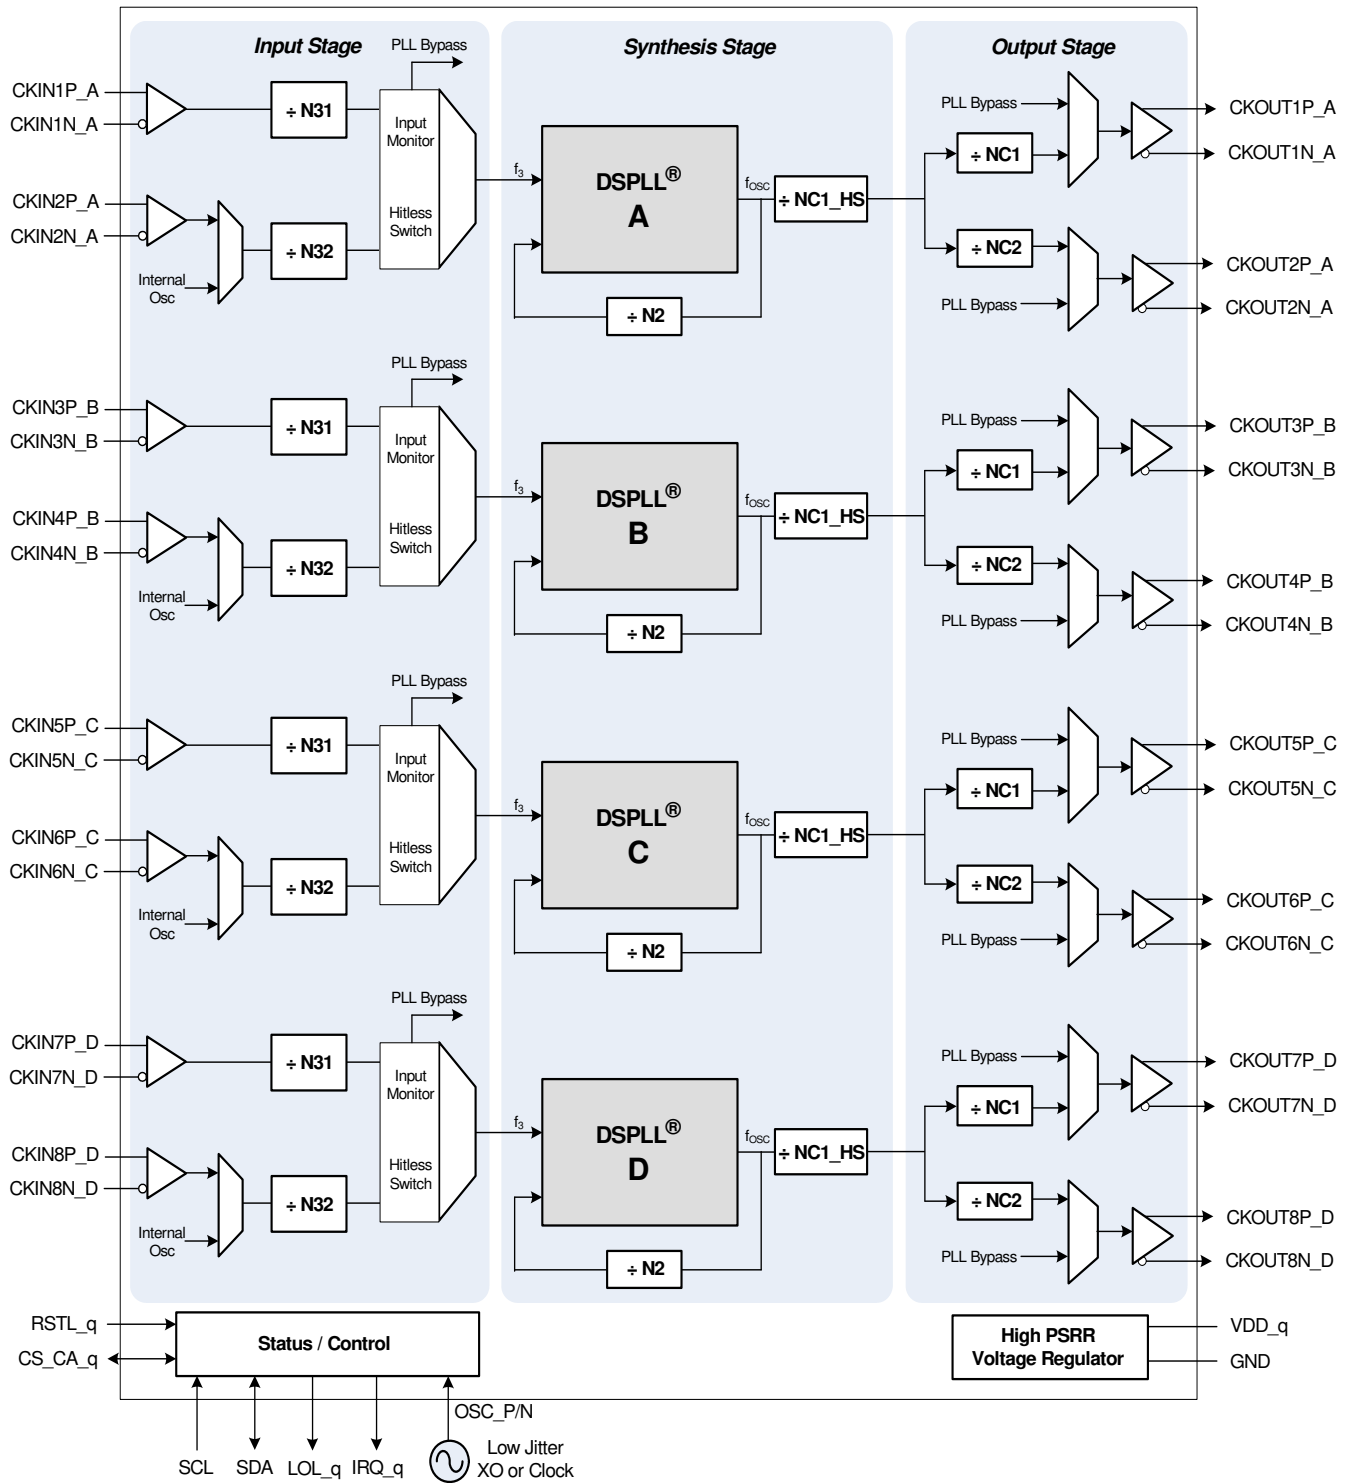 Input Stage
Synthesis Stage
Output Stage
PLL Bypass
CKIN1P_A
CKIN1N_A
÷ N31
Input
Monitor
CKIN2P_A
CKIN2N_A
÷ N32
Hitless
Switch
Internal
Osc
f3
DSPLL®
A
fOSC
÷ NC1_HS
÷ N2
PLL Bypass
÷ NC1
CKOUT1P_A
CKOUT1N_A
÷ NC2
PLL Bypass
CKOUT2P_A
CKOUT2N_A
PLL Bypass
CKIN3P_B
CKIN3N_B
÷ N31
Input
Monitor
CKIN4P_B
CKIN4N_B
÷ N32
Hitless
Switch
Internal
Osc
f3
DSPLL®
B
fOSC
÷ NC1_HS
÷ N2
PLL Bypass
÷ NC1
CKOUT3P_B
CKOUT3N_B
÷ NC2
PLL Bypass
CKOUT4P_B
CKOUT4N_B
PLL Bypass
CKIN5P_C
CKIN5N_C
÷ N31
Input
Monitor
CKIN6P_C
CKIN6N_C
÷ N32
Hitless
Switch
Internal
Osc
f3
DSPLL®
C
fOSC
÷ NC1_HS
÷ N2
PLL Bypass
÷ NC1
CKOUT5P_C
CKOUT5N_C
÷ NC2
PLL Bypass
CKOUT6P_C
CKOUT6N_C
PLL Bypass
CKIN7P_D
CKIN7N_D
÷ N31
Input
Monitor
CKIN8P_D
CKIN8N_D
÷ N32
Hitless
Switch
Internal
Osc
f3
DSPLL®
D
fOSC
÷ NC1_HS
÷ N2
PLL Bypass
÷ NC1
CKOUT7P_D
CKOUT7N_D
÷ NC2
PLL Bypass
CKOUT8P_D
CKOUT8N_D
RSTL_q
CS_CA_q
Status / Control
High PSRR
Voltage Regulator
VDD_q
GND
SCL
SDA
LOL_q
IRQ_q
OSC_P/N
Low Jitter
XO or Clock